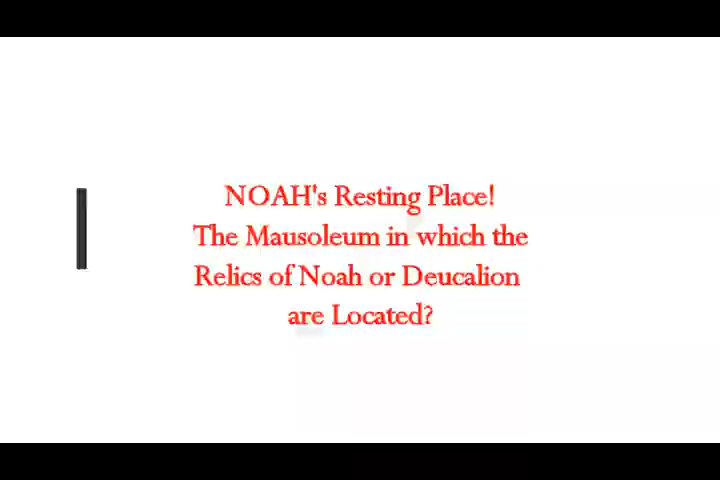 NOAH's Resting Place!
The Mausoleum in which the
Relics of Noah or Deucalion
are Located?